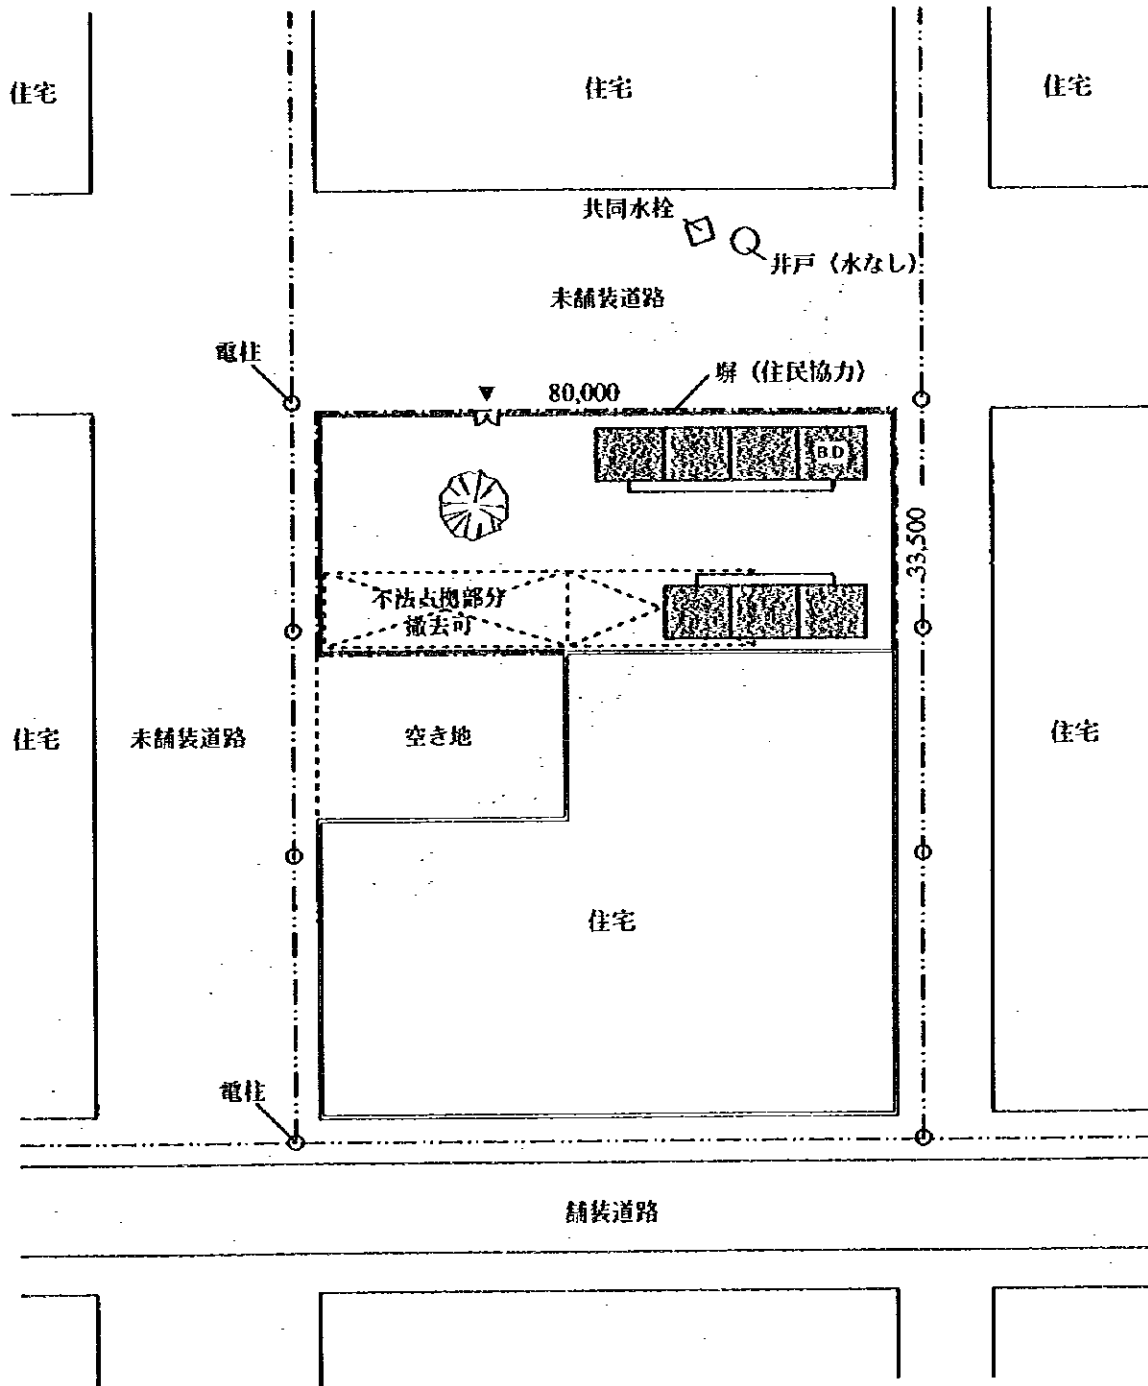 住宅
住宅
住宅
共同水栓
井戸（水なし）
未舗装道路
電柱
塀（住民協力）
▼
80,000
BD
33,500
不法占拠部分
撤去可
住宅
未舗装道路
空き地
住宅
住宅
電柱
舗装道路